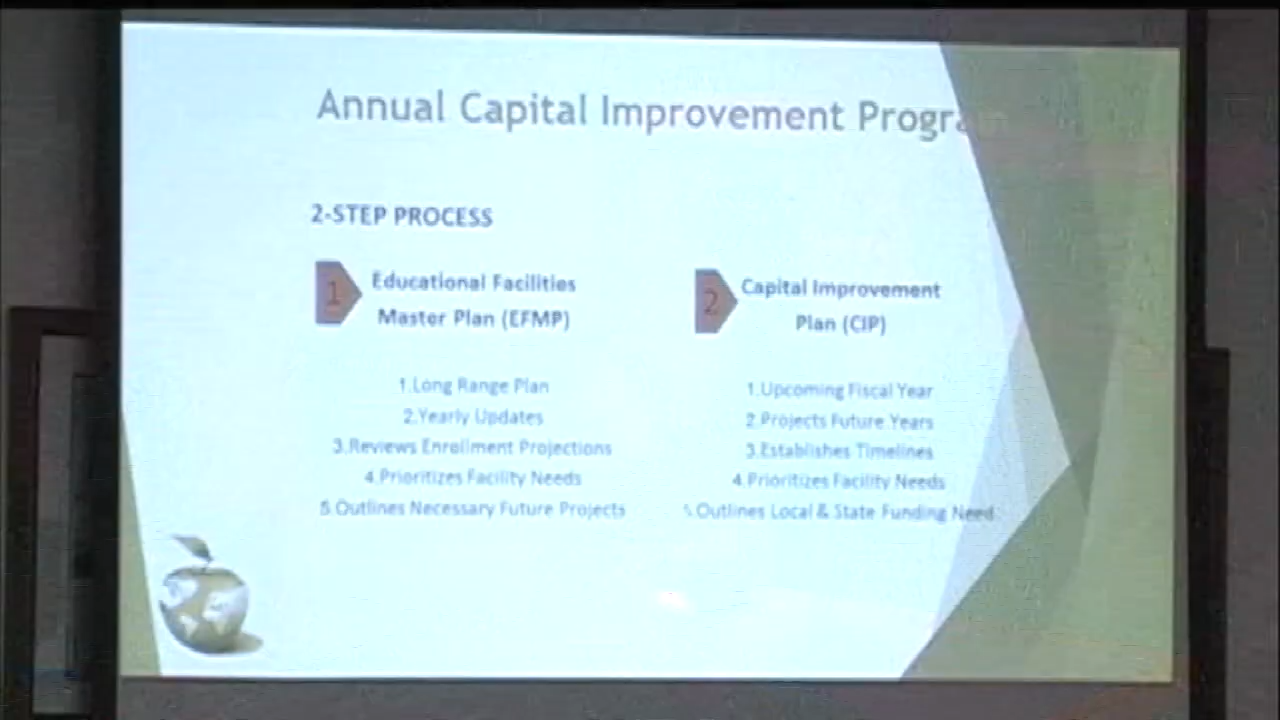 Annual Capital Improvement Progra
2-STEP PROCESS
1
Educational Facilities
Master Plan (EFMP)
1.Long Range Plan
2.Yearly Updates
3.Reviews Enrollment Projections
4.Prioritizes Facility Needs
5.Outlines Necessary Future Projects
2
Capital Improvement
Plan (CIP)
1.Upcoming Fiscal Year
2.Projects Future Years
3.Establishes Timelines
4.Prioritizes Facility Needs
5.Outlines Local & State Funding Need